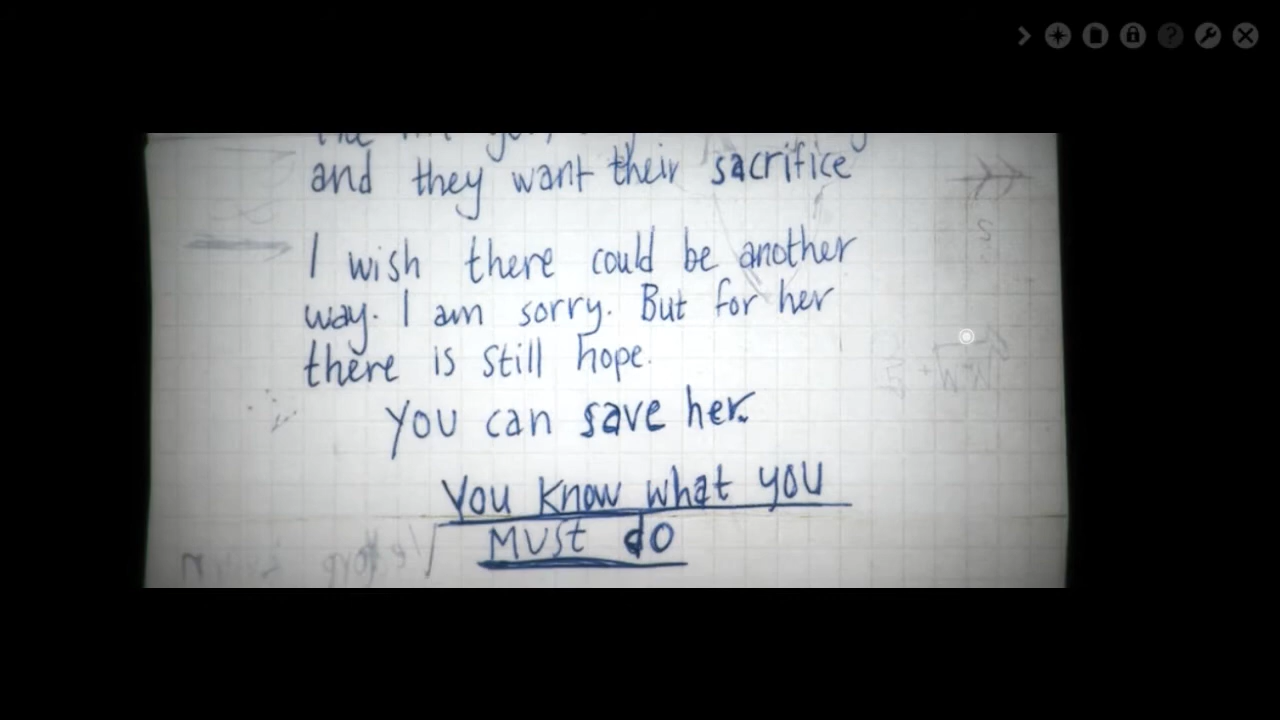 and they want their sacrifice
I wish there could be another
way. I am sorry. But for her
there is still hope.
You can save her.
You know what you
must do